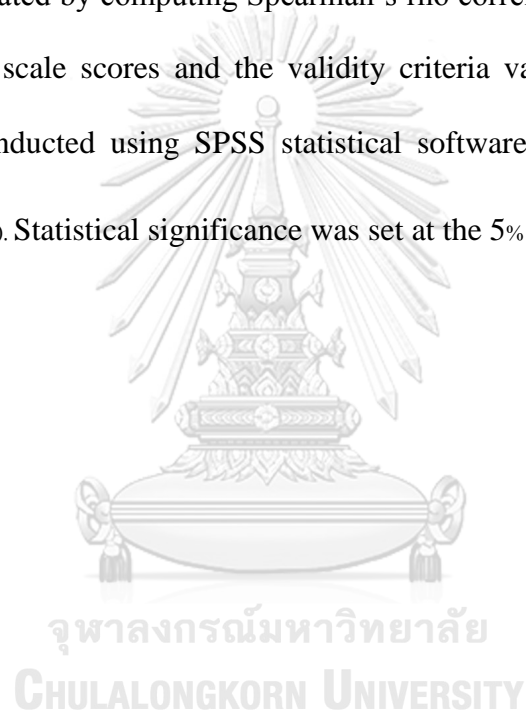 ated by computing Spearman's rho corre
scale scores and the validity criteria va
nducted using SPSS statistical software
). Statistical significance was set at the 5%
จุฬาลงกรณ์มหาวิทยาลัย
CHULALONGKORN UNIVERSITY